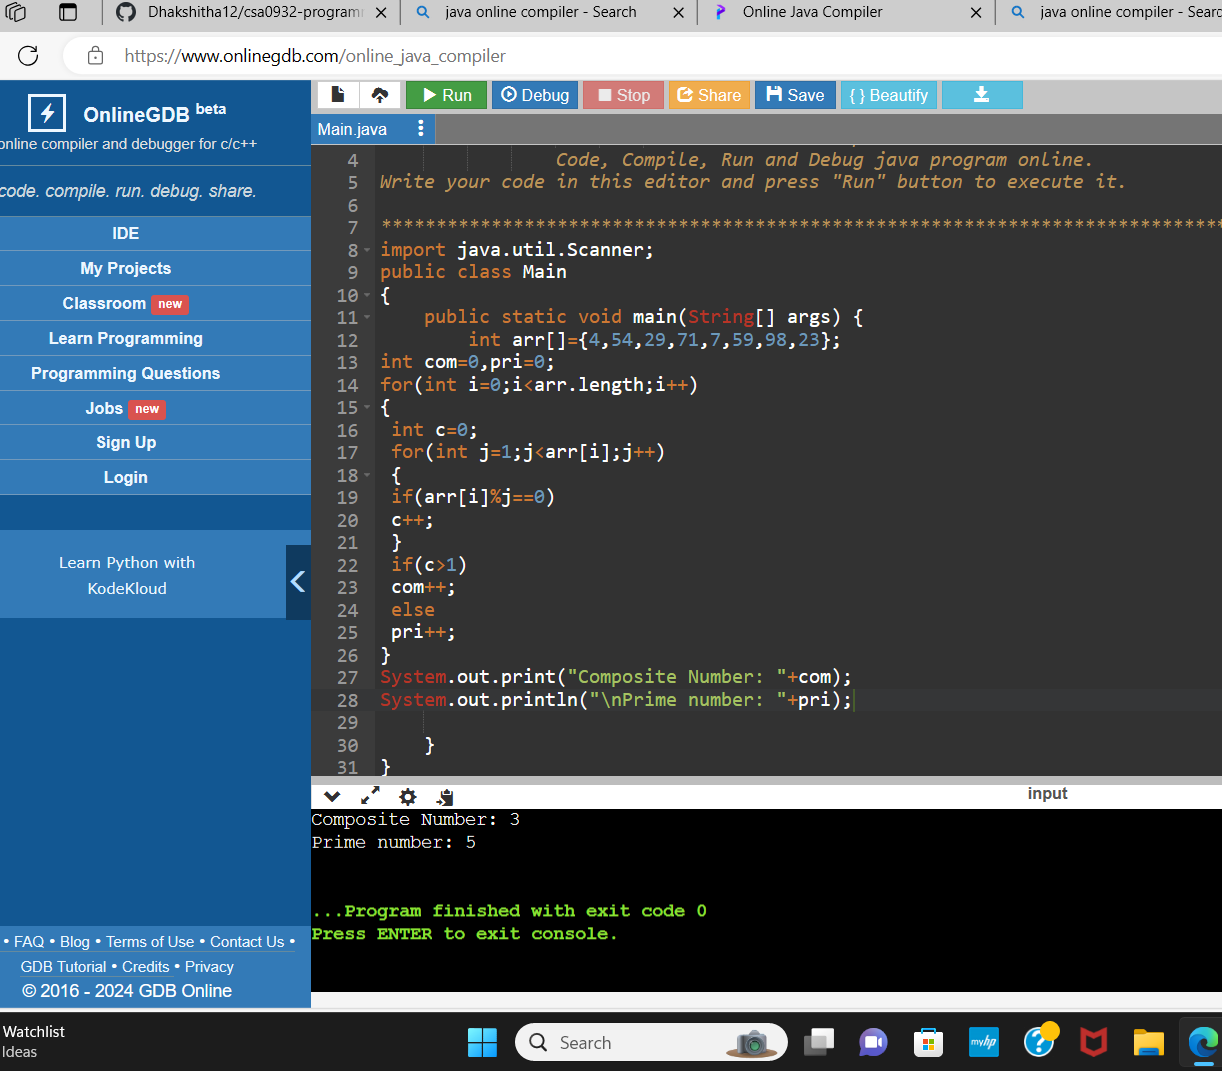 Dhakshitha12/csa0932-program
java online compiler - Search
Online Java Compiler
java online compiler - Searc
https://www.onlinegdb.com/online_java_compiler
OnlineGDB beta
online compiler and debugger for c/c++
code. compile. run. debug. share.
IDE
My Projects
Classroom new
Learn Programming
Programming Questions
Jobs new
Sign Up
Login
Learn Python with
KodeKloud
• FAQ • Blog • Terms of Use • Contact Us •
GDB Tutorial • Credits • Privacy
© 2016 - 2024 GDB Online
Run Debug Stop Share Save { } Beautify
Main.java
4 Code, Compile, Run and Debug java program online.
5 Write your code in this editor and press "Run" button to execute it.
6
7 *****************************************************************************
8 import java.util.Scanner;
9 public class Main
10 {
11 public static void main(String[] args) {
12 int arr[]={4,54,29,71,7,59,98,23};
13 int com=0,pri=0;
14 for(int i=0;i<arr.length;i++)
15 {
16 int c=0;
17 for(int j=1;j<arr[i];j++)
18 {
19 if(arr[i]%j==0)
20 c++;
21 }
22 if(c>1)
23 com++;
24 else
25 pri++;
26 }
27 System.out.print("Composite Number: "+com);
28 System.out.println("\nPrime number: "+pri);
29
30 }
31 }
input
Composite Number: 3
Prime number: 5
...Program finished with exit code 0
Press ENTER to exit console.
Watchlist
Ideas
Search
myhp